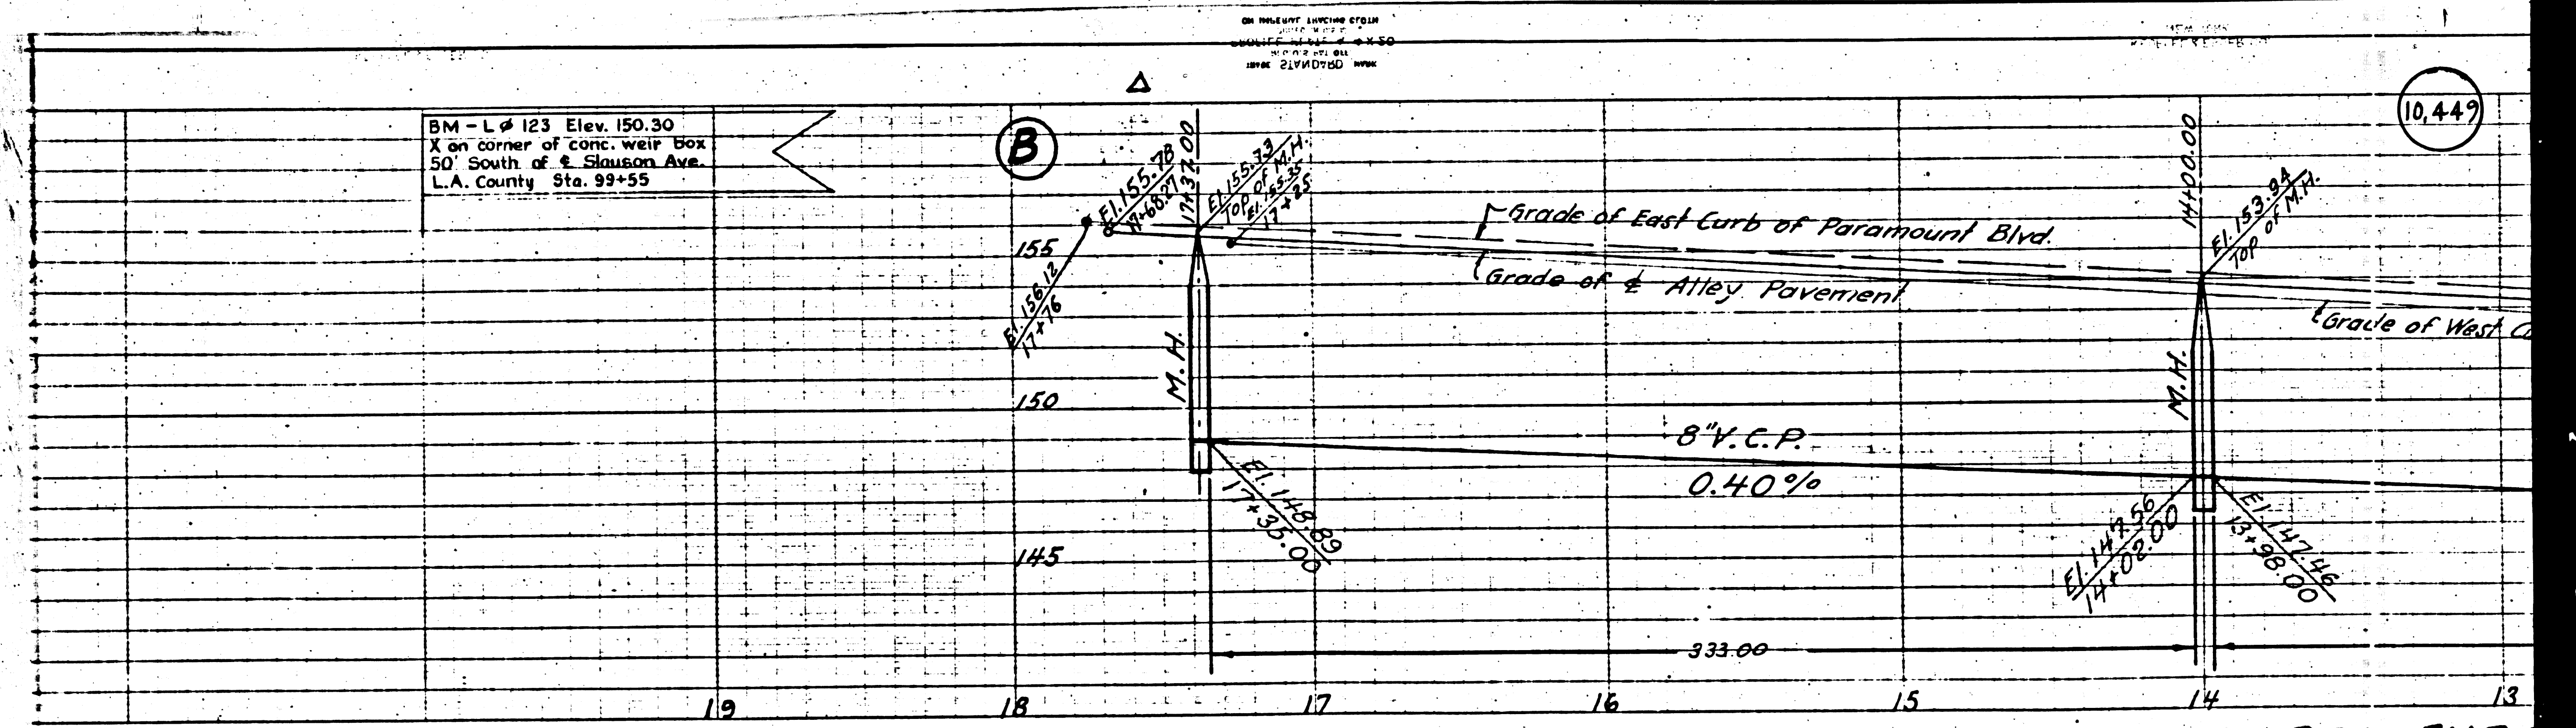 10,449
BM - L ø 123 Elev. 150.30
X on corner of conc. weir box
50' South of ℄ Slauson Ave.
L.A. County Sta. 99+55
B
El. 155.78
17+68.27
17+37.00
El. 155.73
Top of M.H.
El. 155.35
17+25
El. 156.12
17+76
14+00.00
El. 153.94
Top of M.H.
Grade of East Curb of Paramount Blvd.
Grade of ℄ Alley Pavement
Grade of West
155
150
145
M.H.
M.H.
8" V.C.P.
0.40%
El. 148.89
17+35.00
El. 147.56
14+02.00
El. 147.46
13+98.00
333.00
19 18 17 16 15 14 13